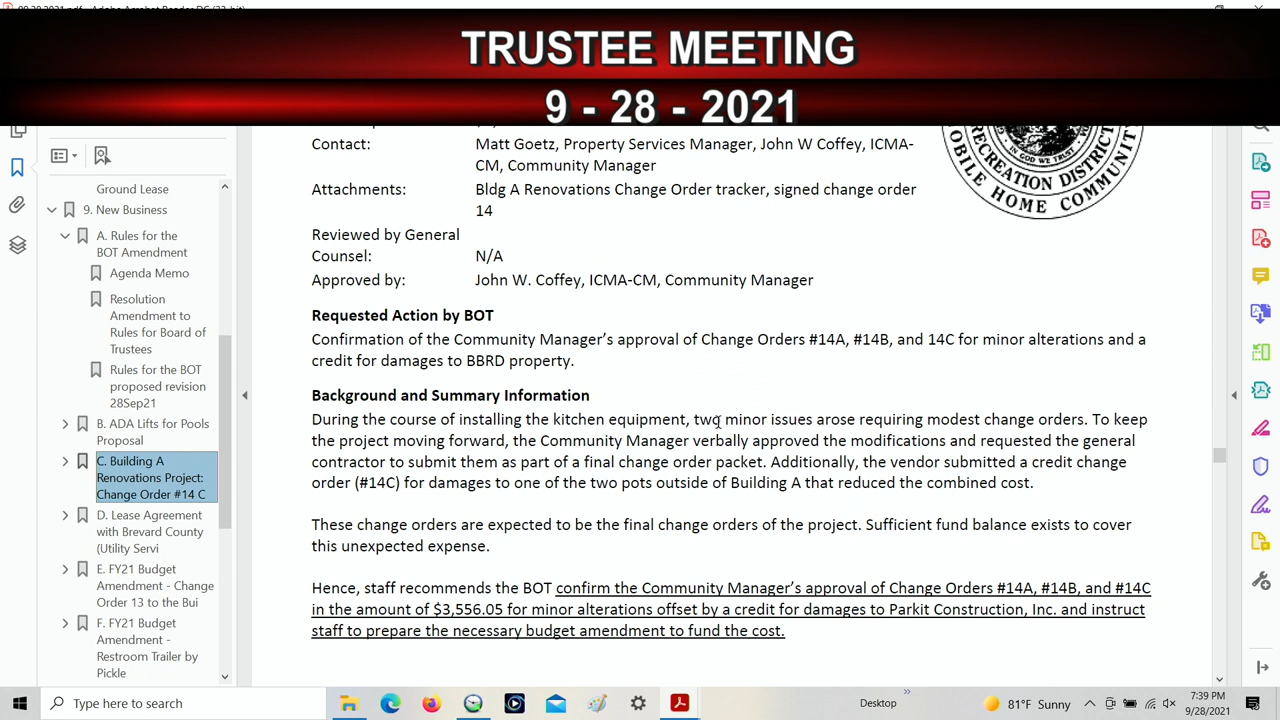 TRUSTEE MEETING
9 - 28 - 2021
Ground Lease
9. New Business
A. Rules for the
BOT Amendment
Agenda Memo
Resolution
Amendment to
Rules for Board of
Trustees
Rules for the BOT
proposed revision
28Sep21
B. ADA Lifts for Pools
Proposal
C. Building A
Renovations Project:
Change Order #14 C
D. Lease Agreement
with Brevard County
(Utility Servi
E. FY21 Budget
Amendment - Change
Order 13 to the Bui
F. FY21 Budget
Amendment -
Restroom Trailer by
Pickle
Contact: Matt Goetz, Property Services Manager, John W Coffey, ICMA-
CM, Community Manager
Attachments: Bldg A Renovations Change Order tracker, signed change order
14
Reviewed by General
Counsel: N/A
Approved by: John W. Coffey, ICMA-CM, Community Manager
IN GOD WE TRUST
RECREATION DISTRICT
MOBILE HOME COMMUNITY
Requested Action by BOT
Confirmation of the Community Manager’s approval of Change Orders #14A, #14B, and 14C for minor alterations and a
credit for damages to BBRD property.
Background and Summary Information
During the course of installing the kitchen equipment, two minor issues arose requiring modest change orders. To keep
the project moving forward, the Community Manager verbally approved the modifications and requested the general
contractor to submit them as part of a final change order packet. Additionally, the vendor submitted a credit change
order (#14C) for damages to one of the two pots outside of Building A that reduced the combined cost.
These change orders are expected to be the final change orders of the project. Sufficient fund balance exists to cover
this unexpected expense.
Hence, staff recommends the BOT confirm the Community Manager’s approval of Change Orders #14A, #14B, and #14C
in the amount of $3,556.05 for minor alterations offset by a credit for damages to Parkit Construction, Inc. and instruct
staff to prepare the necessary budget amendment to fund the cost.
Type here to search
Desktop
81°F Sunny
7:39 PM
9/28/2021